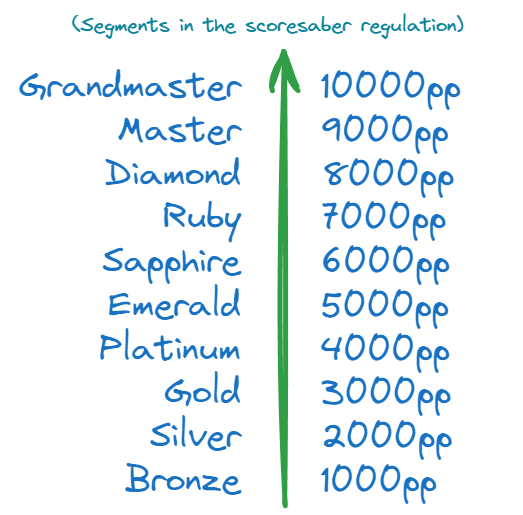 (Segments in the scoresaber regulation)
Grandmaster 10000pp
Master 9000pp
Diamond 8000pp
Ruby 7000pp
Sapphire 6000pp
Emerald 5000pp
Platinum 4000pp
Gold 3000pp
Silver 2000pp
Bronze 1000pp